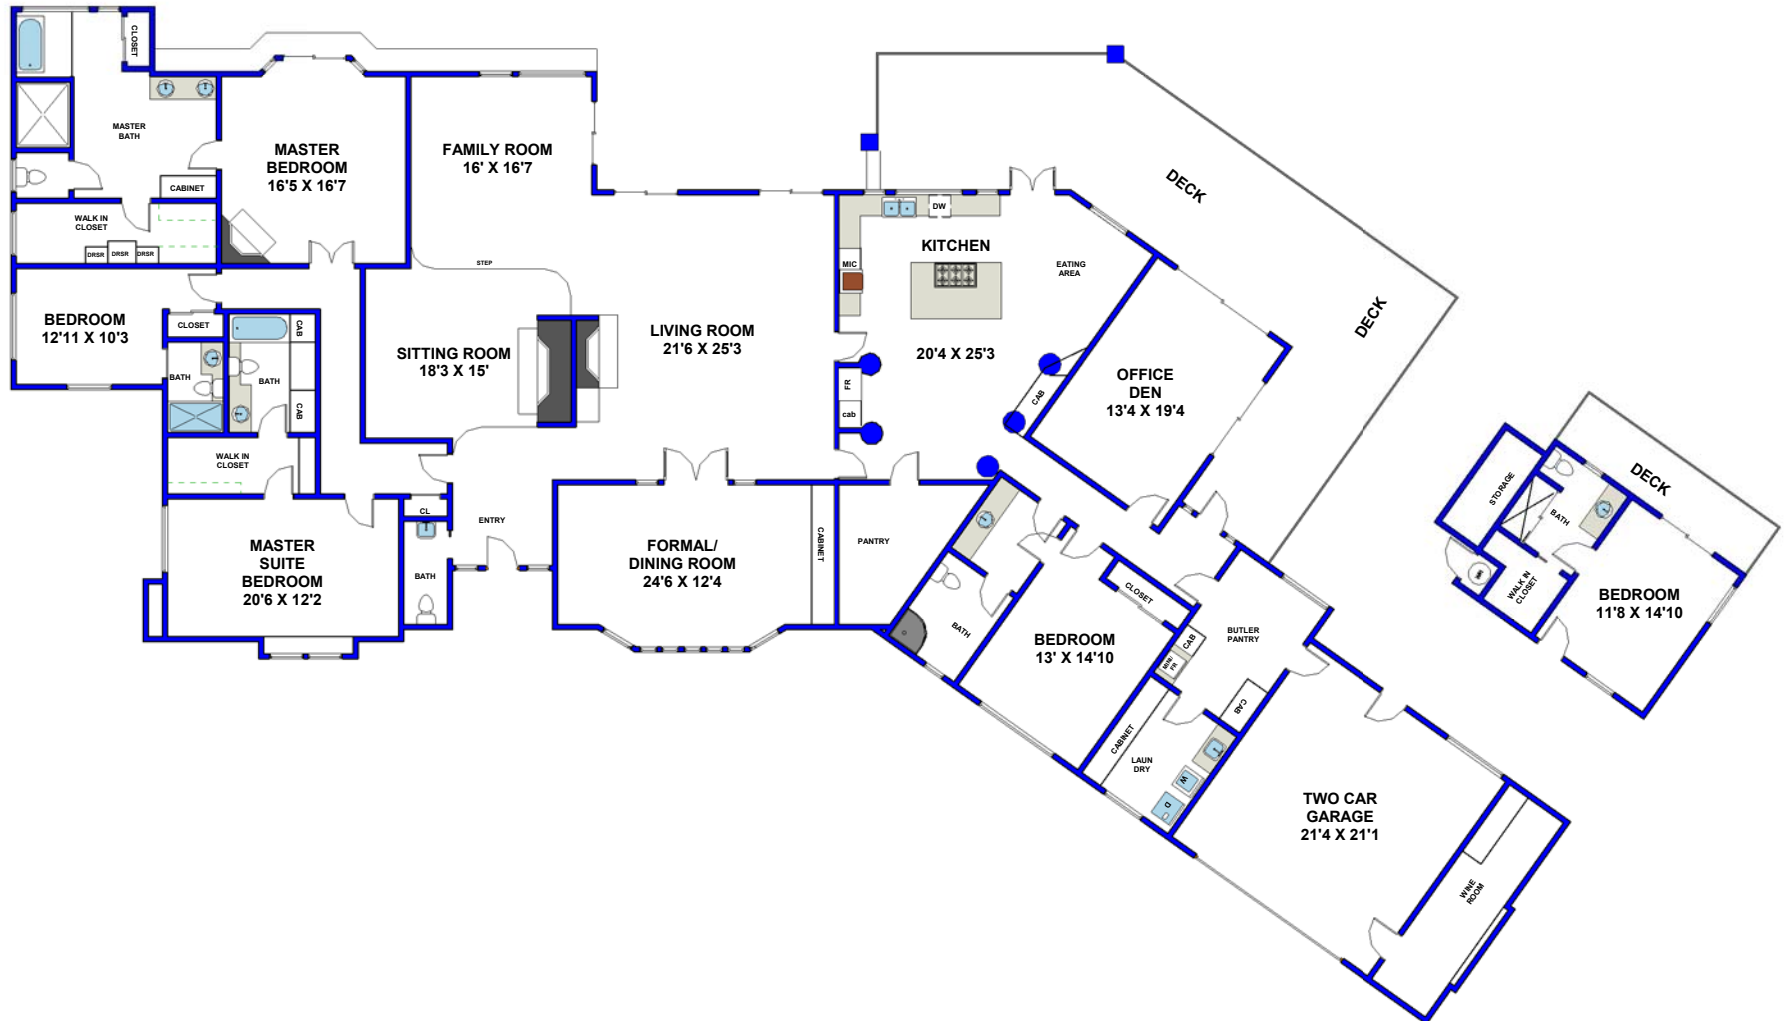 CLOSET
MASTER
BATH
CABINET
WALK IN
CLOSET
DRSR
DRSR
DRSR
MASTER
BEDROOM
16'5 X 16'7
FAMILY ROOM
16' X 16'7
STEP
BEDROOM
12'11 X 10'3
CLOSET
BATH
BATH
CAB
CAB
WALK IN
CLOSET
SITTING ROOM
18'3 X 15'
LIVING ROOM
21'6 X 25'3
MASTER
SUITE
BEDROOM
20'6 X 12'2
CL
BATH
ENTRY
FORMAL/
DINING ROOM
24'6 X 12'4
CABINET
PANTRY
KITCHEN
20'4 X 25'3
DW
MIC
FR
cab
EATING
AREA
CAB
DECK
DECK
OFFICE
DEN
13'4 X 19'4
BATH
BEDROOM
13' X 14'10
CLOSET
CAB
MINI/
FR
BUTLER
PANTRY
CAB
CABINET
LAUN
DRY
W
D
TWO CAR
GARAGE
21'4 X 21'1
WINE
ROOM
STORAGE
BATH
WH
WALK IN
CLOSET
DECK
BEDROOM
11'8 X 14'10